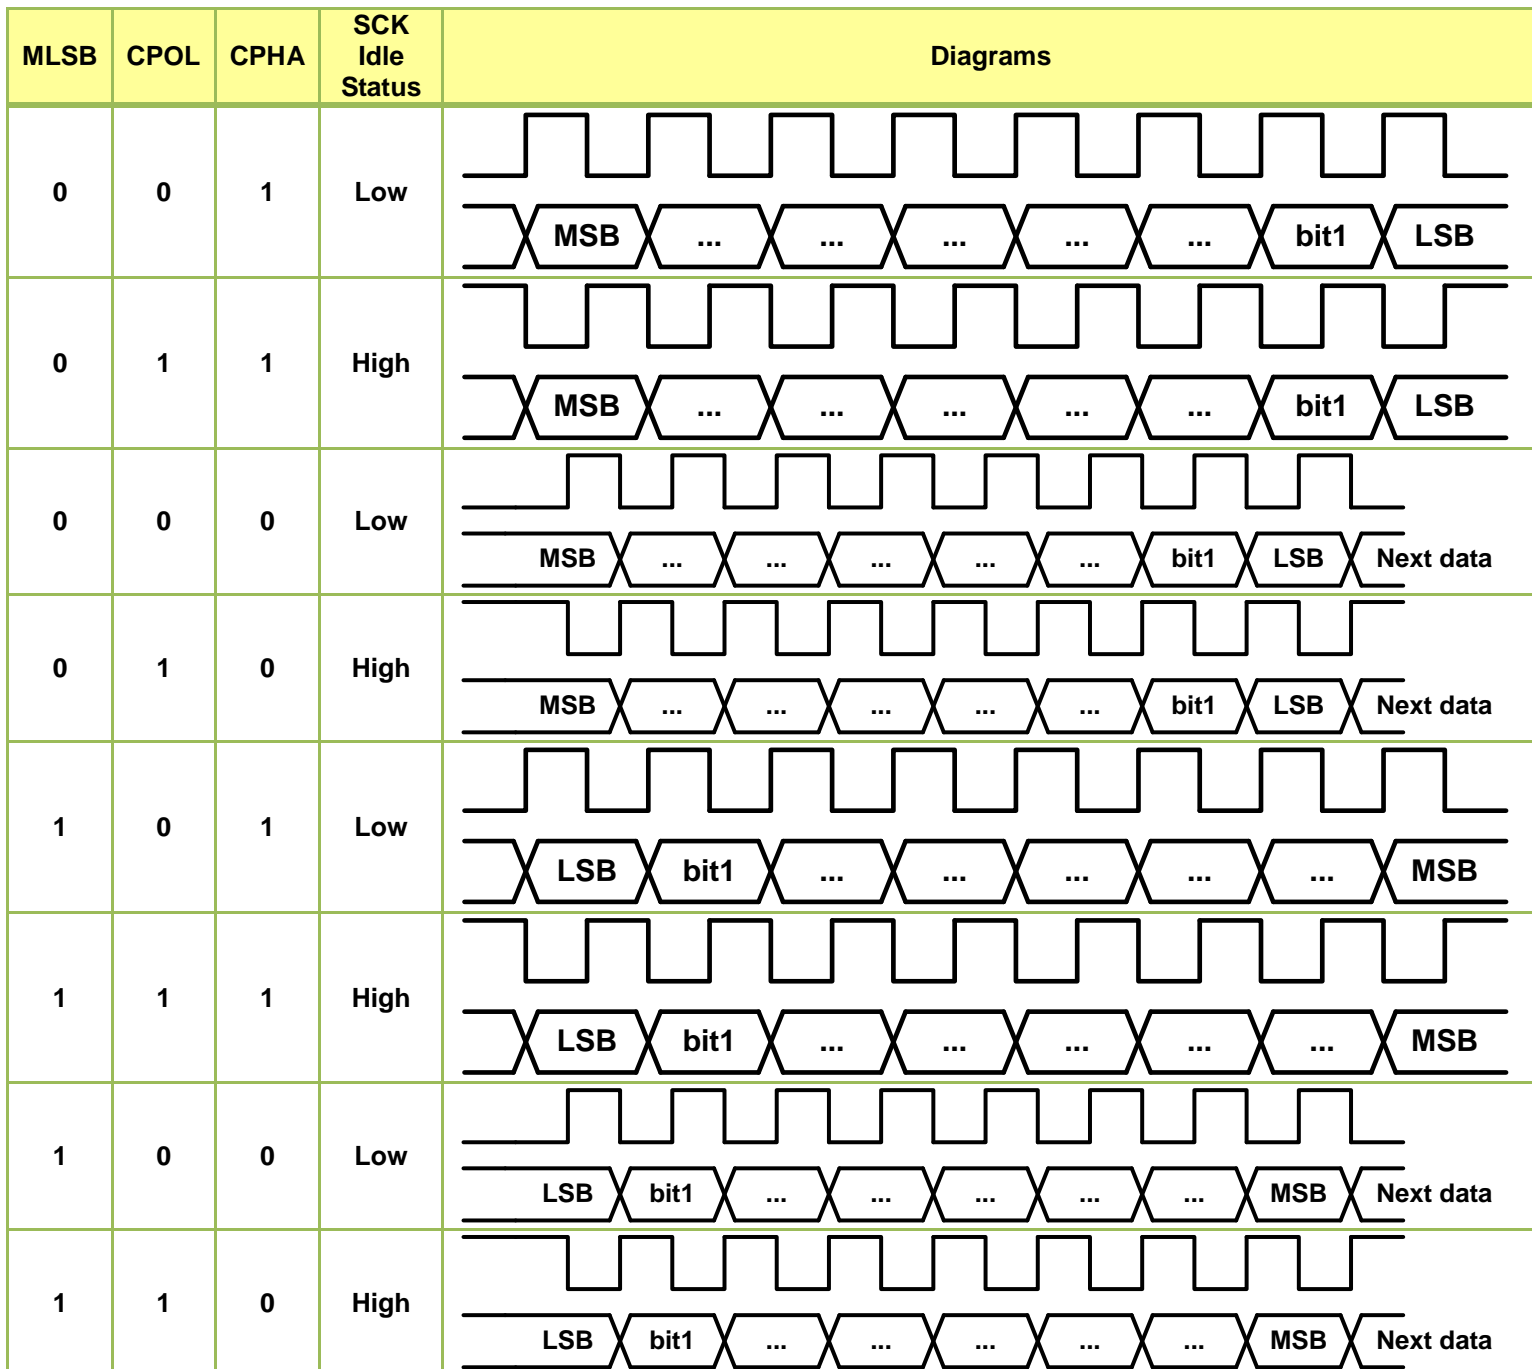 MLSB CPOL CPHA SCK Idle Status Diagrams
0 0 1 Low
MSB ... ... ... ... ... bit1 LSB
0 1 1 High
MSB ... ... ... ... ... bit1 LSB
0 0 0 Low
MSB ... ... ... ... ... bit1 LSB Next data
0 1 0 High
MSB ... ... ... ... ... bit1 LSB Next data
1 0 1 Low
LSB bit1 ... ... ... ... ... MSB
1 1 1 High
LSB bit1 ... ... ... ... ... MSB
1 0 0 Low
LSB bit1 ... ... ... ... ... MSB Next data
1 1 0 High
LSB bit1 ... ... ... ... ... MSB Next data